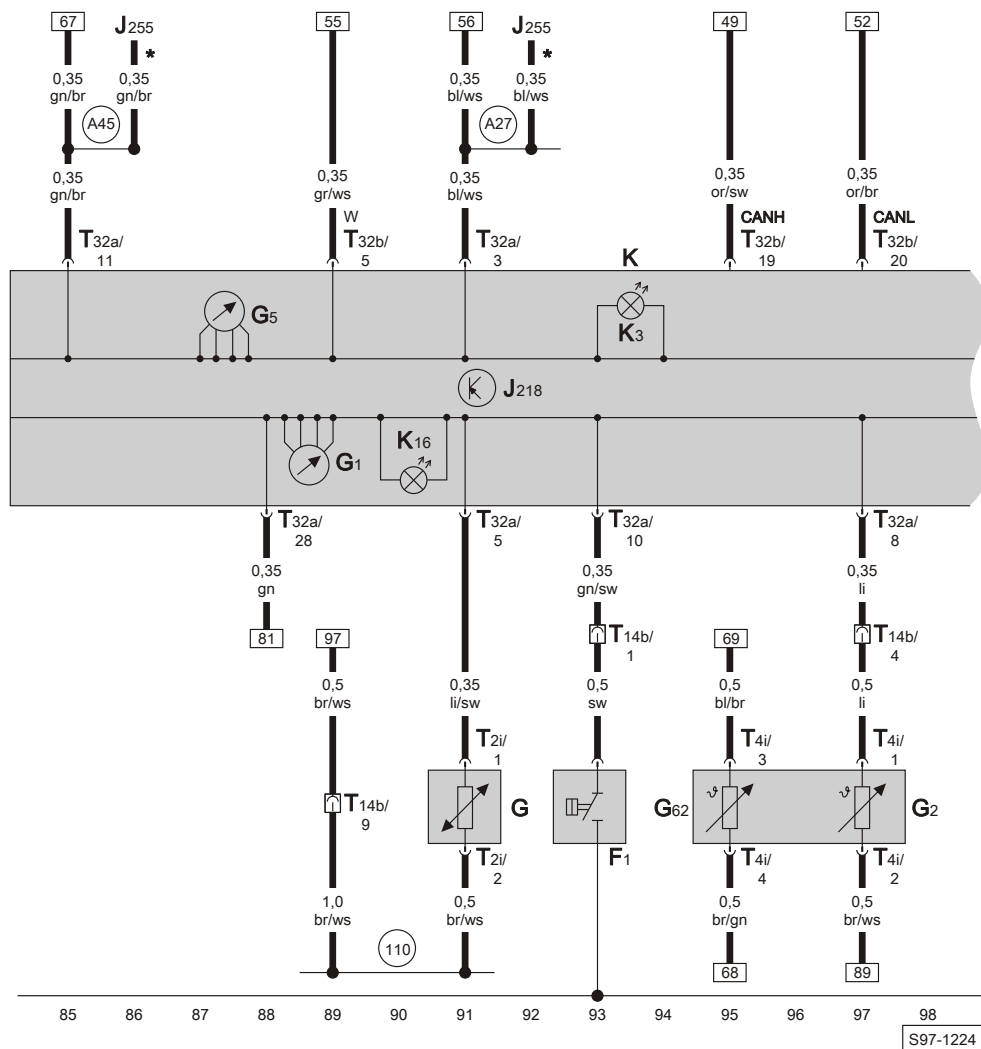 67 J255 55 56 J255 49 52
* *
0,35 0,35 0,35 0,35
gn/br gn/br bl/ws bl/ws
A45 A27
0,35 0,35 0,35 0,35 0,35
gn/br gr/ws bl/ws or/sw or/br
W CANH CANL
T32a/ T32b/ T32a/ T32b/ T32b/
11 5 3 19 20
K
G5 K3
J218
K16
G1
T32a/ T32a/ T32a/ T32a/
28 5 10 8
0,35 0,35 0,35
gn gn/sw li
81 97 T14b/ 69 T14b/
1 4
0,5 0,35 0,5 0,5 0,5
br/ws li/sw sw bl/br li
T2i/ T4i/ T4i/
1 3 1
T14b/ G G62 G2
9
F1
T2i/ T4i/ T4i/
2 4 2
1,0 0,5 0,5 0,5
br/ws br/ws br/gn br/ws
110 68 89
85 86 87 88 89 90 91 92 93 94 95 96 97 98
S97-1224